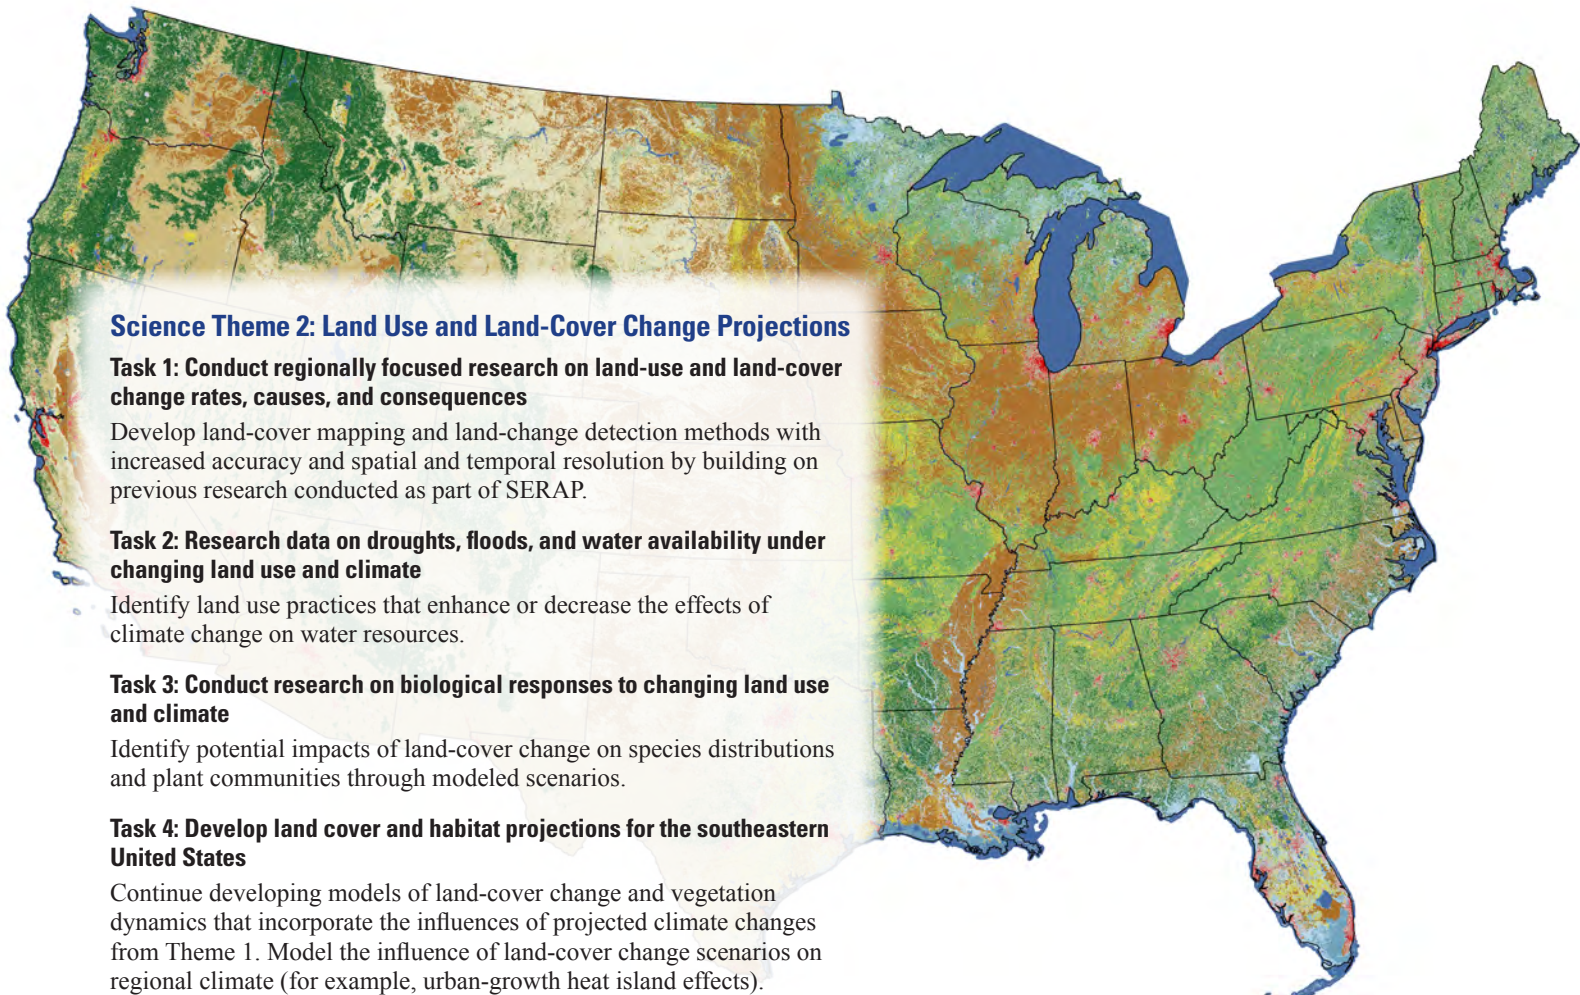 Science Theme 2: Land Use and Land-Cover Change Projections
Task 1: Conduct regionally focused research on land-use and land-cover
change rates, causes, and consequences
Develop land-cover mapping and land-change detection methods with
increased accuracy and spatial and temporal resolution by building on
previous research conducted as part of SERAP.
Task 2: Research data on droughts, floods, and water availability under
changing land use and climate
Identify land use practices that enhance or decrease the effects of
climate change on water resources.
Task 3: Conduct research on biological responses to changing land use
and climate
Identify potential impacts of land-cover change on species distributions
and plant communities through modeled scenarios.
Task 4: Develop land cover and habitat projections for the southeastern
United States
Continue developing models of land-cover change and vegetation
dynamics that incorporate the influences of projected climate changes
from Theme 1. Model the influence of land-cover change scenarios on
regional climate (for example, urban-growth heat island effects).